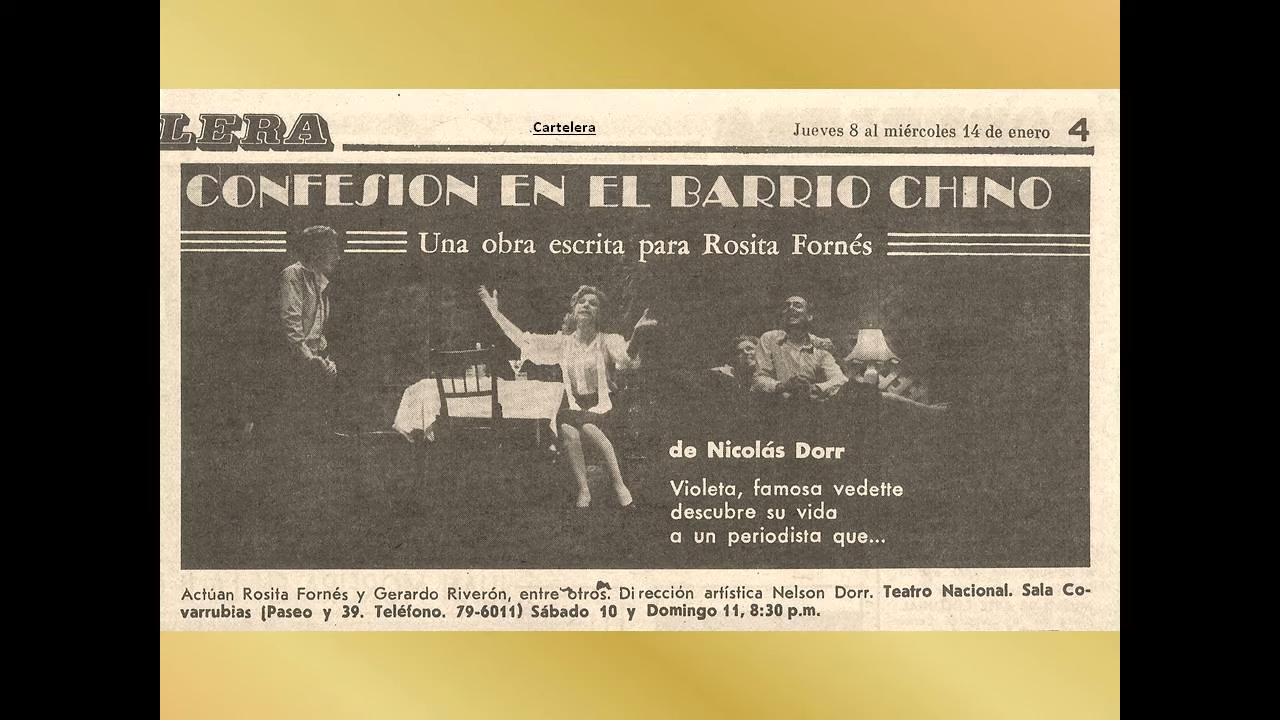 LERA
Cartelera
Jueves 8 al miércoles 14 de enero 4
CONFESION EN EL BARRIO CHINO
Una obra escrita para Rosita Fornés
de Nicolás Dorr
Violeta, famosa vedette
descubre su vida
a un periodista que...
Actúan Rosita Fornés y Gerardo Riverón, entre otros. Dirección artística Nelson Dorr. Teatro Nacional. Sala Co-
varrubias (Paseo y 39. Teléfono. 79-6011) Sábado 10 y Domingo 11, 8:30 p.m.